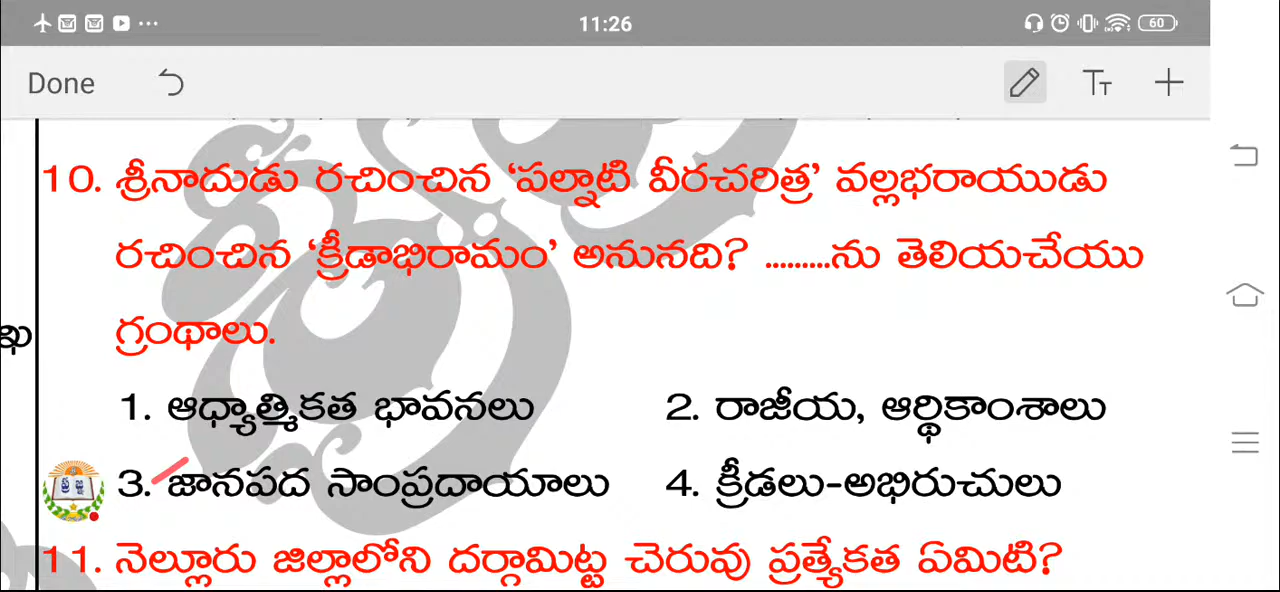 11:26
60
Done
10. శ్రీనాదుడు రచించిన 'పల్నాటి వీరచరిత్ర' వల్లభరాయుడు
రచించిన 'క్రీడాభిరామం' అనునది? .........ను తెలియచేయు
గ్రంథాలు.
1. ఆధ్యాత్మికత భావనలు 2. రాజీయ, ఆర్థికాంశాలు
3. జానపద సాంప్రదాయాలు 4. క్రీడలు-అభిరుచులు
11. నెల్లూరు జిల్లాలోని దర్గామిట్ట చెరువు ప్రత్యేకత ఏమిటి?